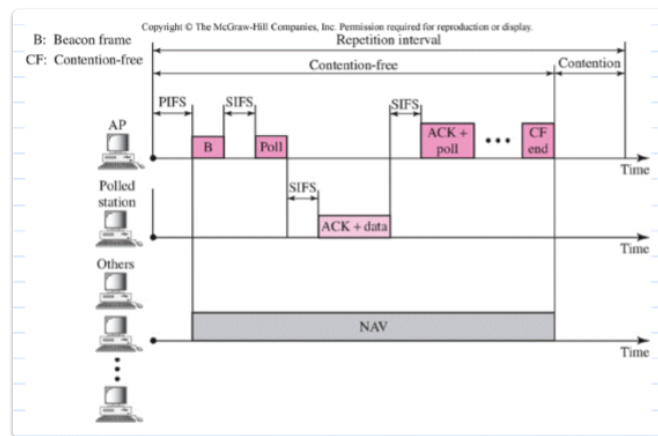 Copyright © The McGraw-Hill Companies, Inc. Permission required for reproduction or display.
B: Beacon frame
Repetition interval
CF: Contention-free
Contention-free
Contention
PIFS
SIFS
SIFS
AP
B
Poll
ACK +
poll
CF
end
Time
Polled
station
SIFS
ACK + data
Time
Others
NAV
Time